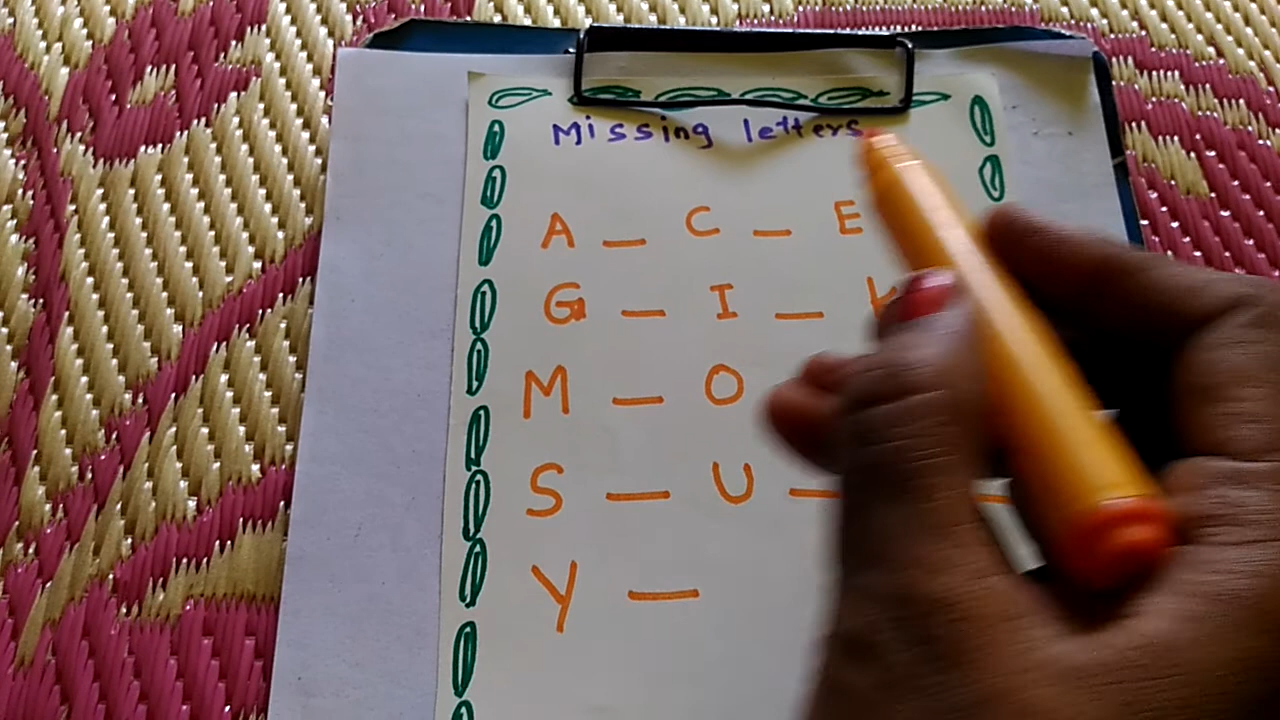 Missing letters
A _ C _ E
G _ I _ K
M _ O
S _ U _ _
Y _